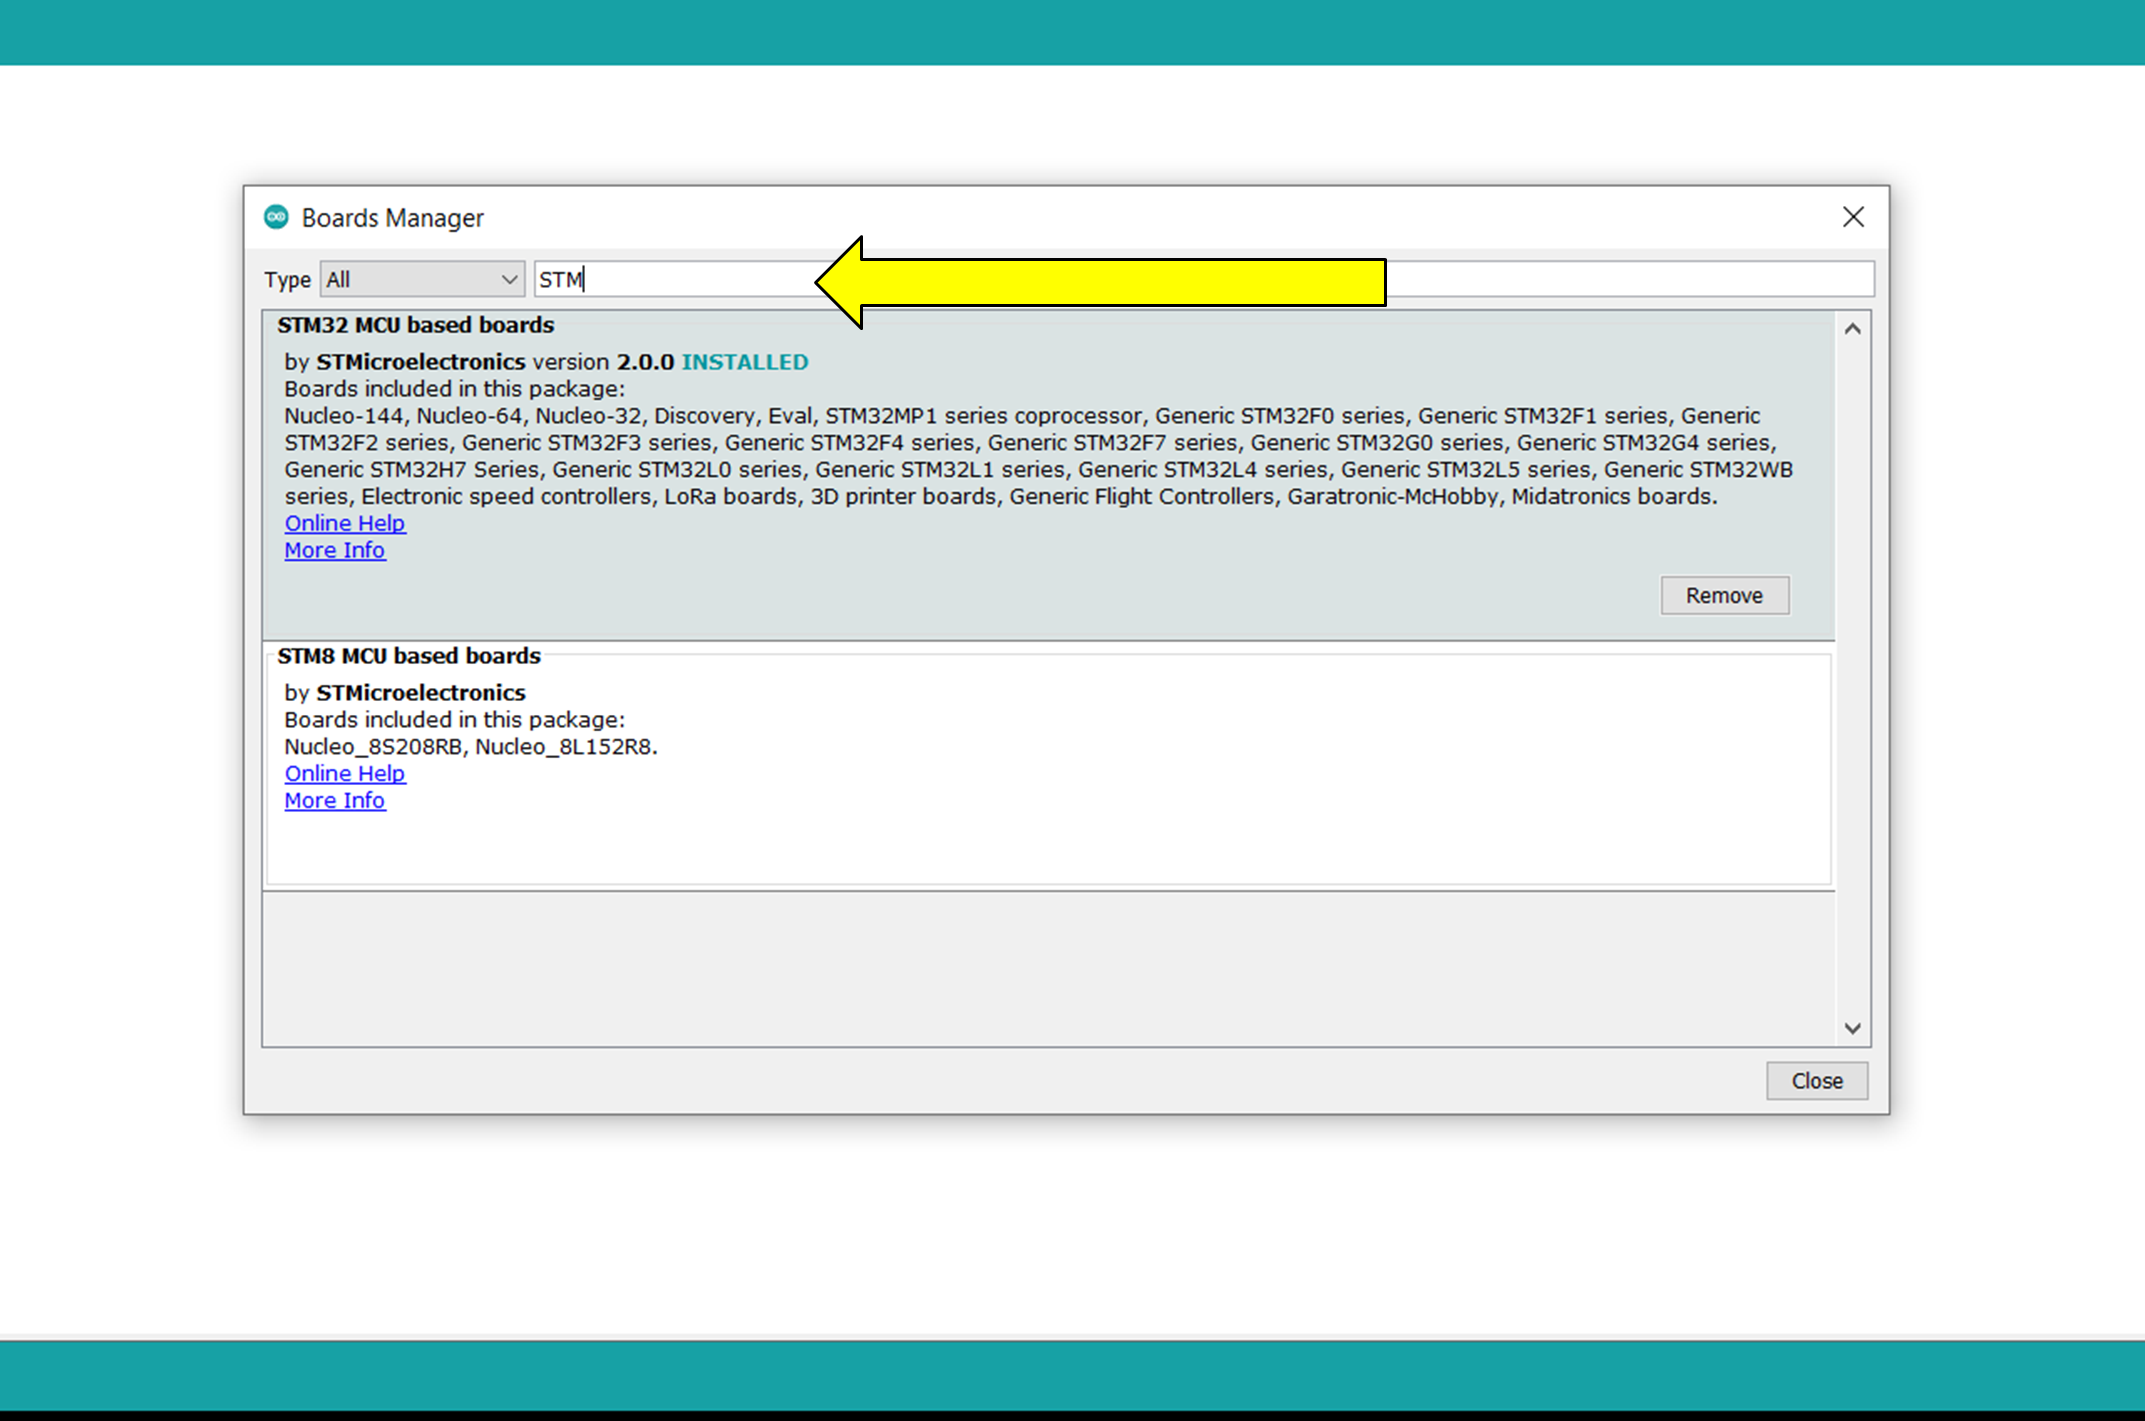 Boards Manager
Type All STM
STM32 MCU based boards
by STMicroelectronics version 2.0.0 INSTALLED
Boards included in this package:
Nucleo-144, Nucleo-64, Nucleo-32, Discovery, Eval, STM32MP1 series coprocessor, Generic STM32F0 series, Generic STM32F1 series, Generic
STM32F2 series, Generic STM32F3 series, Generic STM32F4 series, Generic STM32F7 series, Generic STM32G0 series, Generic STM32G4 series,
Generic STM32H7 Series, Generic STM32L0 series, Generic STM32L1 series, Generic STM32L4 series, Generic STM32L5 series, Generic STM32WB
series, Electronic speed controllers, LoRa boards, 3D printer boards, Generic Flight Controllers, Garatronic-McHobby, Midatronics boards.
Online Help
More Info
Remove
STM8 MCU based boards
by STMicroelectronics
Boards included in this package:
Nucleo_8S208RB, Nucleo_8L152R8.
Online Help
More Info
Close